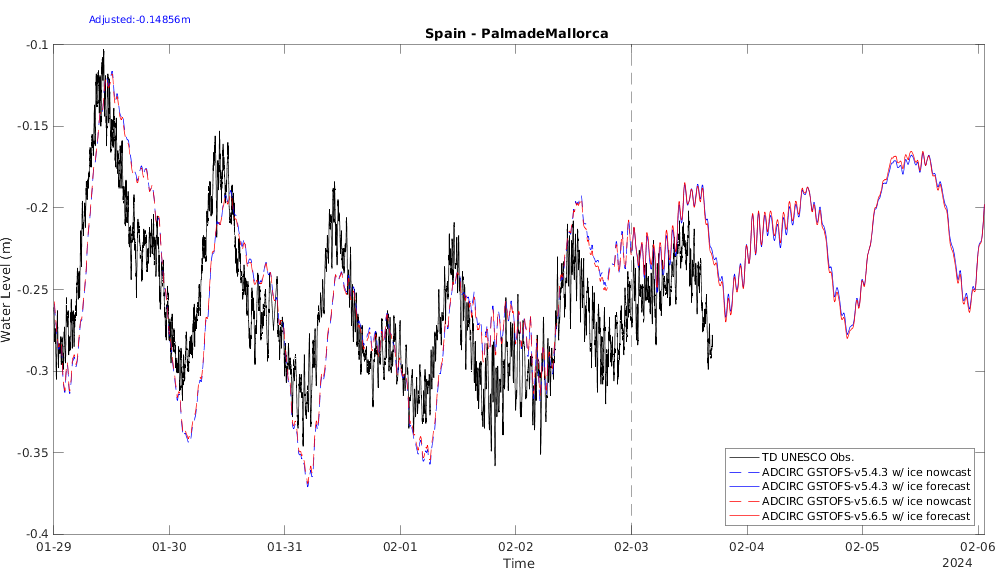 Adjusted:-0.14856m
Spain - PalmadeMallorca
Water Level (m)
-0.1
-0.15
-0.2
-0.25
-0.3
-0.35
-0.4
TD UNESCO Obs.
ADCIRC GSTOFS-v5.4.3 w/ ice nowcast
ADCIRC GSTOFS-v5.4.3 w/ ice forecast
ADCIRC GSTOFS-v5.6.5 w/ ice nowcast
ADCIRC GSTOFS-v5.6.5 w/ ice forecast
01-29 01-30 01-31 02-01 02-02 02-03 02-04 02-05 02-06
Time
2024